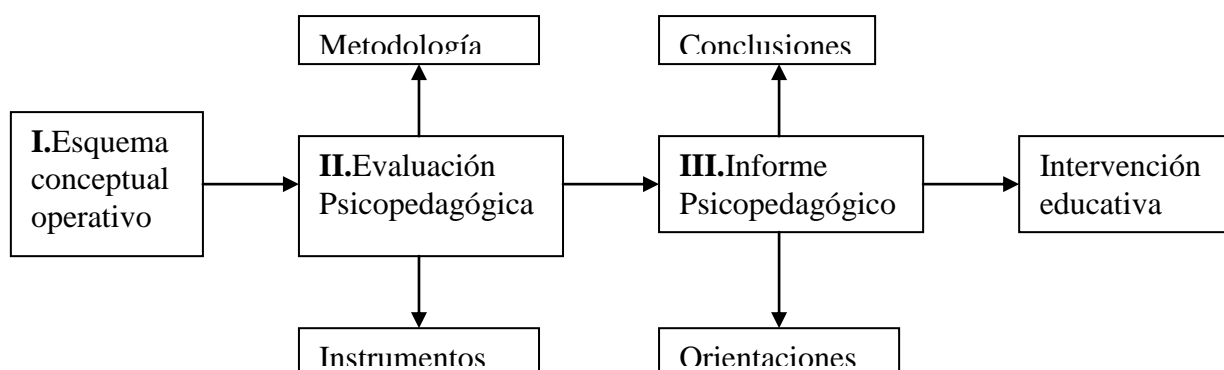 Metodología
Conclusiones
I.Esquema
conceptual
operativo
II.Evaluación
Psicopedagógica
III.Informe
Psicopedagógico
Intervención
educativa
Instrumentos
Orientaciones